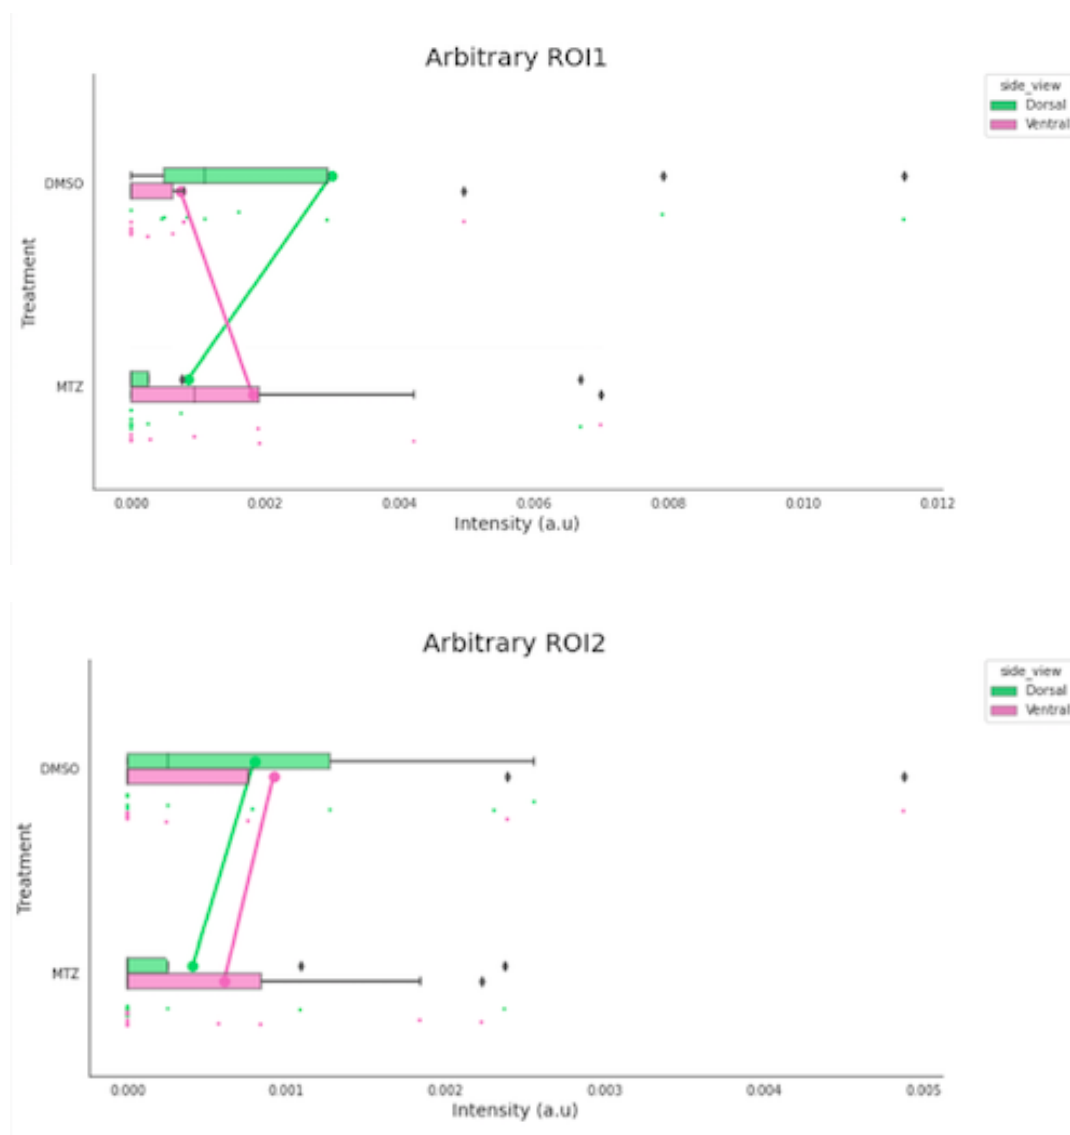 Arbitrary ROI1
side_view
Dorsal
Ventral
DMSO
MTZ
Treatment
0.000 0.002 0.004 0.006 0.008 0.010 0.012
Intensity (a.u)
Arbitrary ROI2
side_view
Dorsal
Ventral
DMSO
MTZ
Treatment
0.000 0.001 0.002 0.003 0.004 0.005
Intensity (a.u)